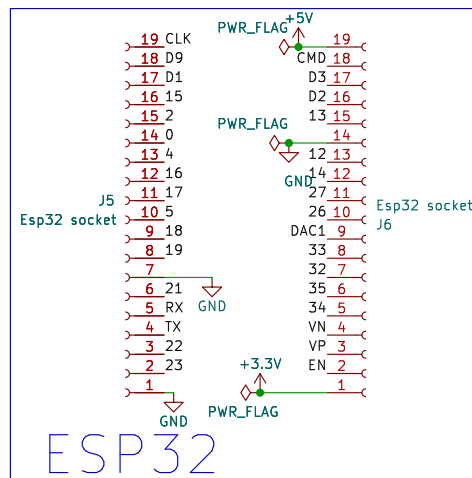 +5V
PWR_FLAG
19 CLK
18 D9
17 D1
16 15
15 2
14 0
13 4
12 16
11 17
10 5
9 18
8 19
7
GND
6 21
5 RX
4 TX
3 22
2 23
1
GND
J5
Esp32 socket
19
CMD 18
D3 17
D2 16
13 15
PWR_FLAG
14
GND
12 13
14 12
27 11
26 10
DAC1 9
33 8
32 7
35 6
34 5
VN 4
VP 3
EN 2
+3.3V
1
PWR_FLAG
Esp32 socket
J6
ESP32